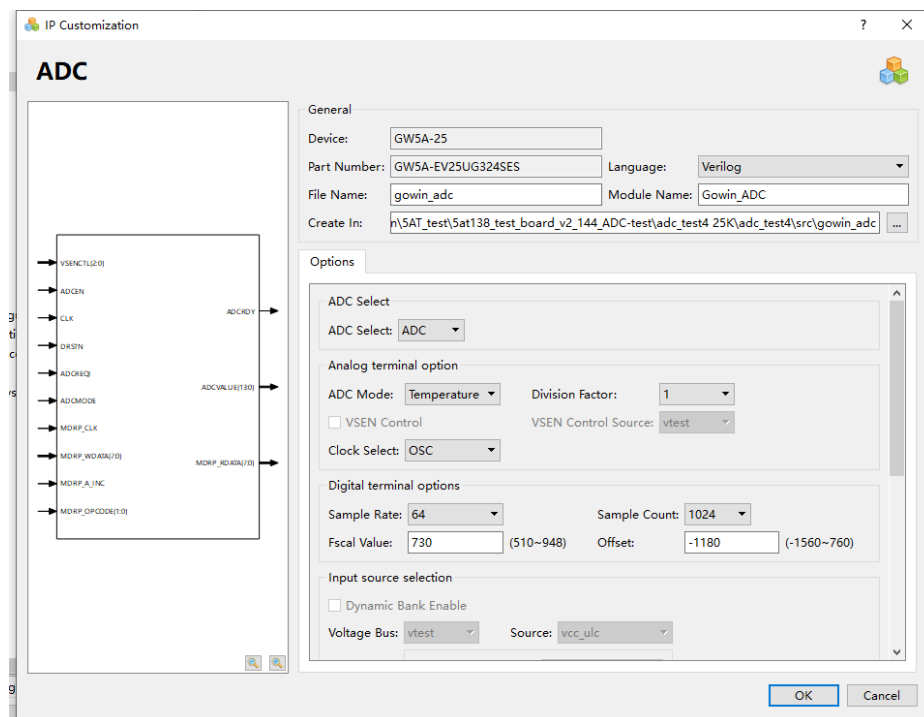 IP Customization ?
ADC
General
Device: GW5A-25
Part Number: GW5A-EV25UG324SES Language: Verilog
File Name: gowin_adc Module Name: Gowin_ADC
Create In: n\5AT_test\5at138_test_board_v2_144_ADC-test\adc_test4 25K\adc_test4\src\gowin_adc ...
Options
VSENCTL(2:0)
ADCEN
CLK
DRSTN
ADCREQI
ADCMODE
MDRP_CLK
MDRP_WDATA(7:0)
MDRP_A_INC
MDRP_OPCODE(1:0)
ADCRDY
ADCVALUE(13:0)
MDRP_RDATA(7:0)
ADC Select
ADC Select: ADC
Analog terminal option
ADC Mode: Temperature Division Factor: 1
VSEN Control VSEN Control Source: vtest
Clock Select: OSC
Digital terminal options
Sample Rate: 64 Sample Count: 1024
Fscal Value: 730 (510~948) Offset: -1180 (-1560~760)
Input source selection
Dynamic Bank Enable
Voltage Bus: vtest Source: vcc_ulc
OK Cancel